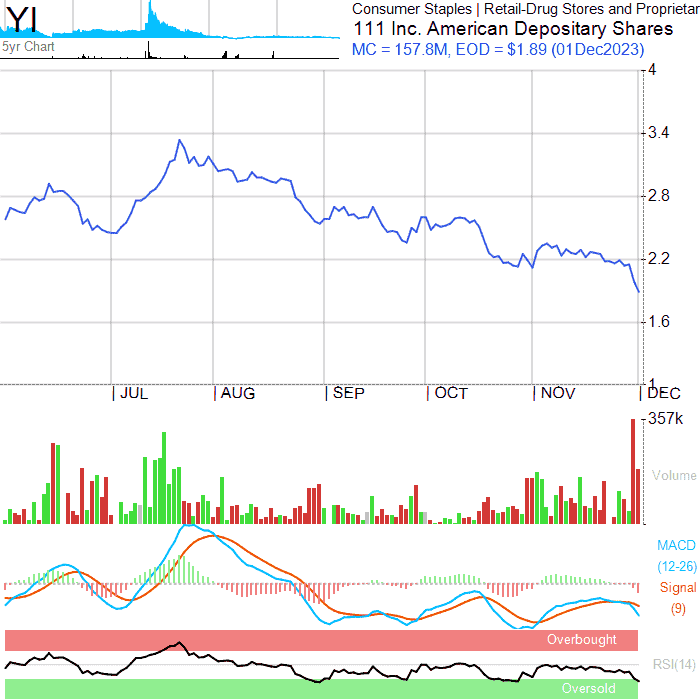 YI
Consumer Staples | Retail-Drug Stores and Proprietar
111 Inc. American Depositary Shares
MC = 157.8M, EOD = $1.89 (01Dec2023)
5yr Chart
4
3.4
2.8
2.2
1.6
1
| JUL | AUG | SEP | OCT | NOV | DEC
357k
Volume
MACD
(12-26)
Signal
(9)
Overbought
RSI(14)
Oversold